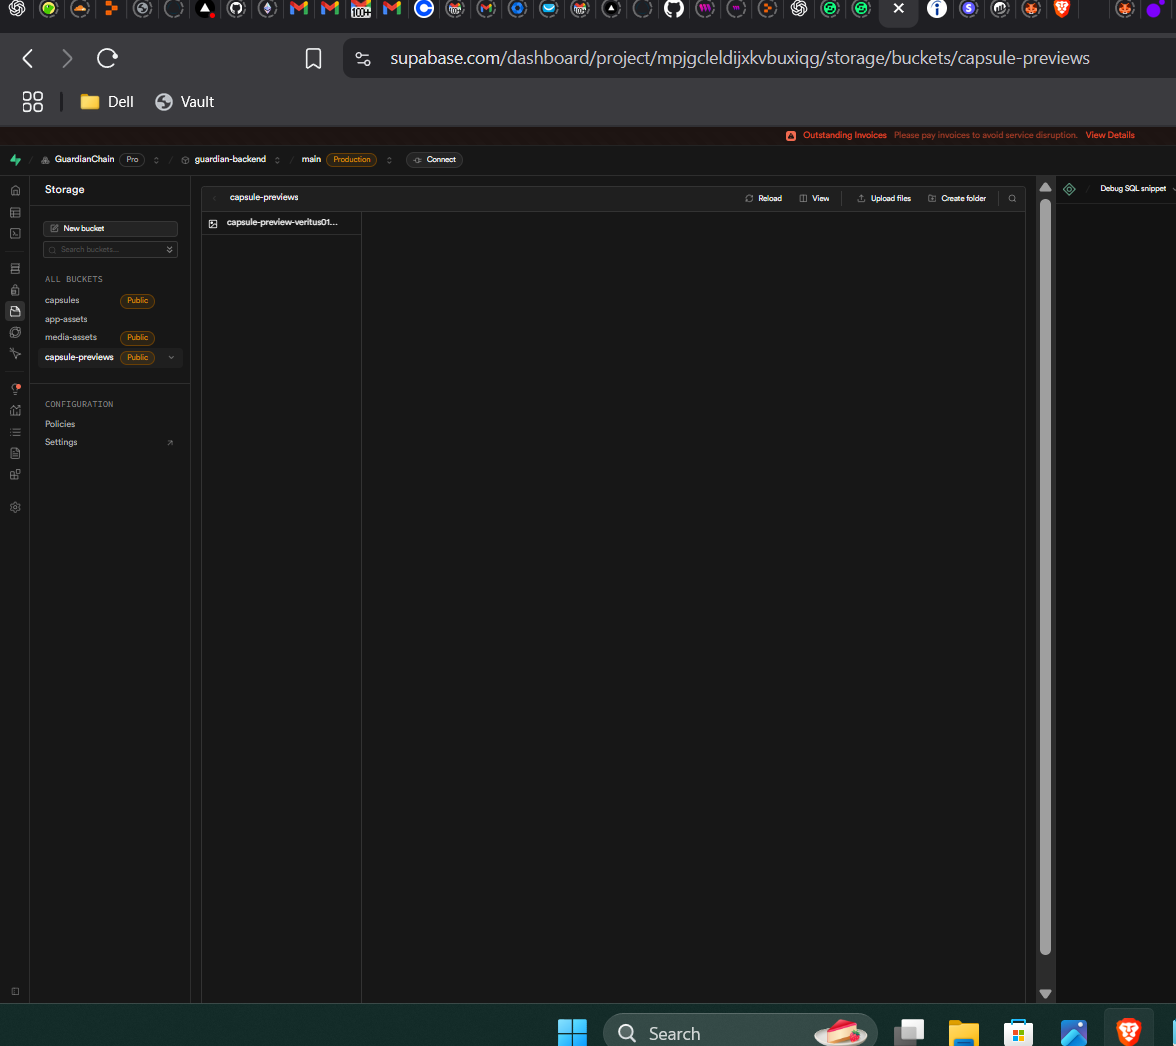 100+
supabase.com/dashboard/project/mpjgcleldijxkvbuxiqg/storage/buckets/capsule-previews
Dell
Vault
Outstanding Invoices Please pay invoices to avoid service disruption. View Details
GuardianChain Pro / guardian-backend / main Production Connect
Storage
capsule-previews Reload View Upload files Create folder
Debug SQL snippet
New bucket
capsule-preview-veritus01...
Search buckets...
ALL BUCKETS
capsules Public
app-assets
media-assets Public
capsule-previews Public
CONFIGURATION
Policies
Settings
Search